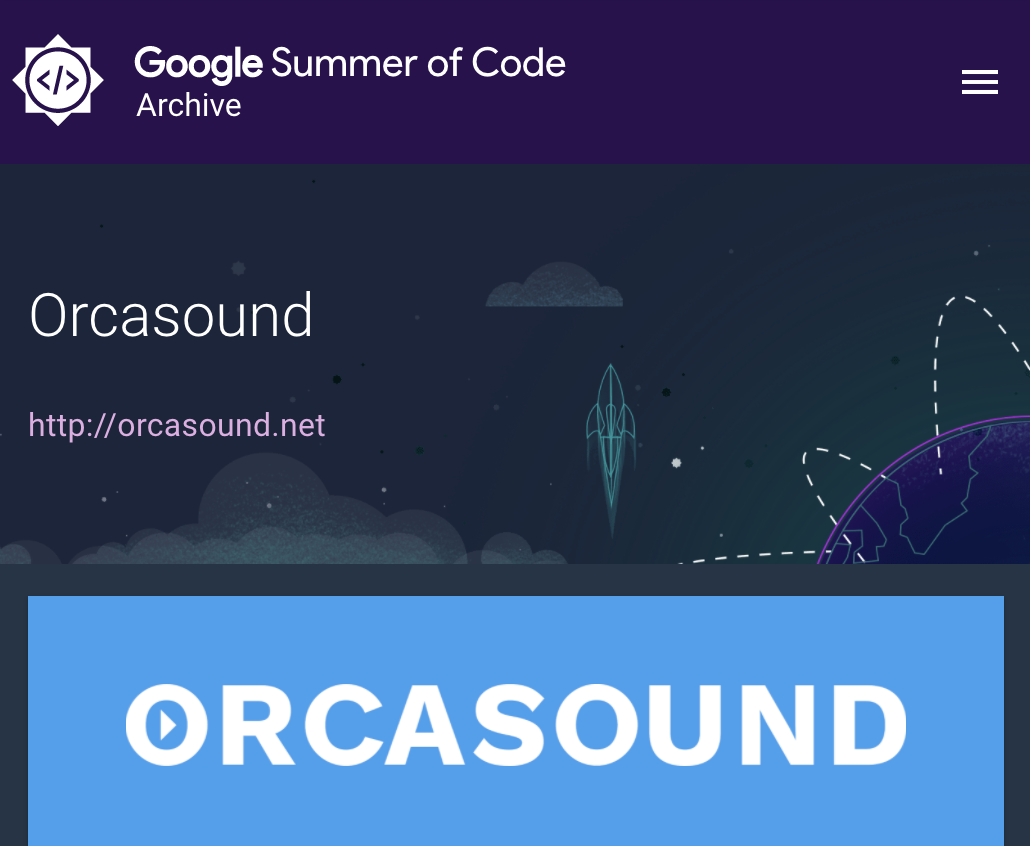 </>
Google Summer of Code
Archive
Orcasound
http://orcasound.net
ORCASOUND